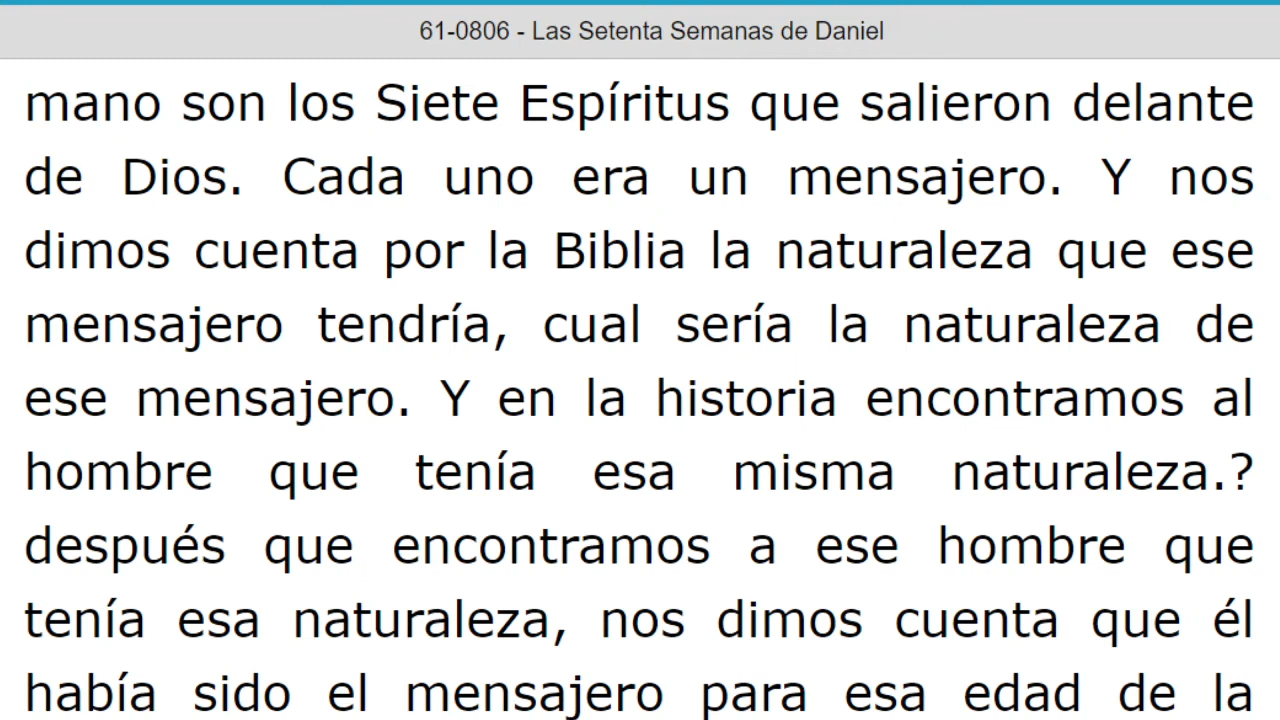 61-0806 - Las Setenta Semanas de Daniel
mano son los Siete Espíritus que salieron delante
de Dios. Cada uno era un mensajero. Y nos
dimos cuenta por la Biblia la naturaleza que ese
mensajero tendría, cual sería la naturaleza de
ese mensajero. Y en la historia encontramos al
hombre que tenía esa misma naturaleza.?
después que encontramos a ese hombre que
tenía esa naturaleza, nos dimos cuenta que él
había sido el mensajero para esa edad de la